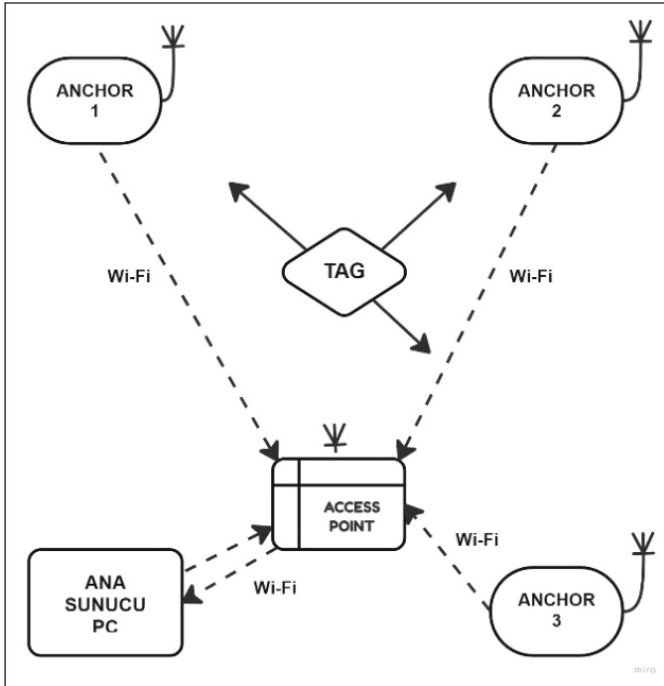 ANCHOR
1
ANCHOR
2
TAG
Wi-Fi
Wi-Fi
ACCESS
POINT
Wi-Fi
ANA
SUNUCU
PC
Wi-Fi
ANCHOR
3
miro